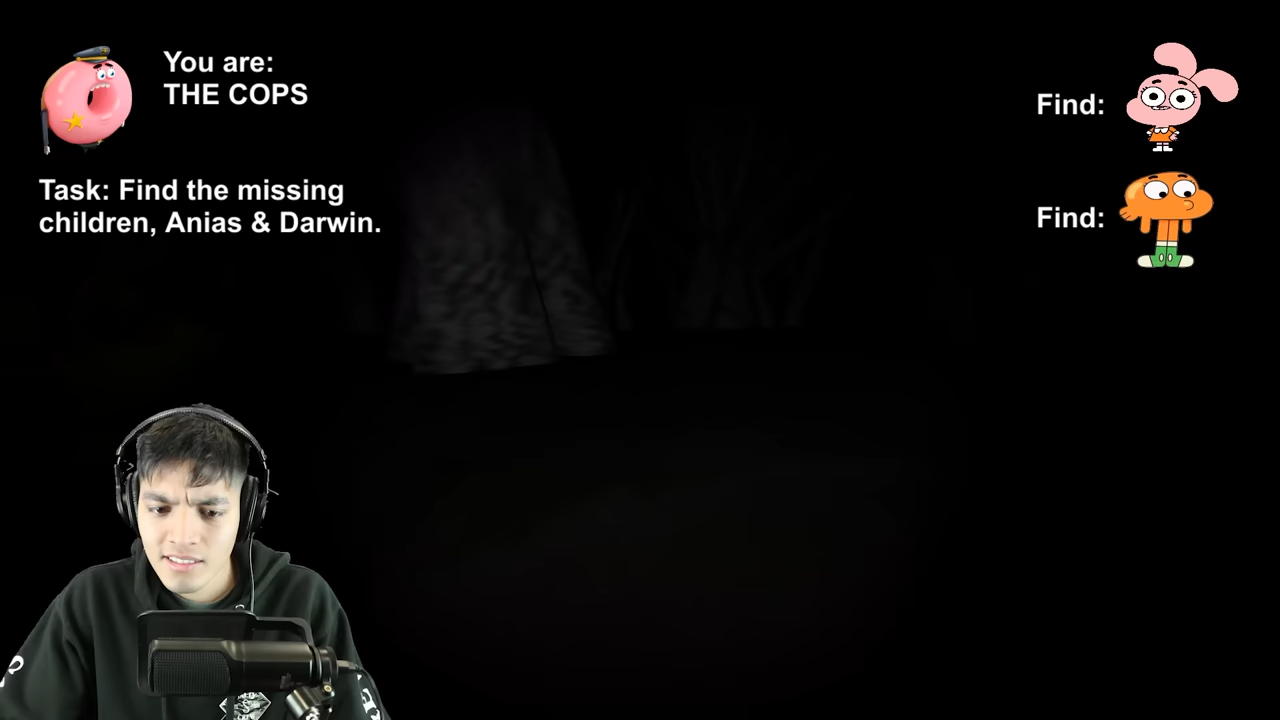 You are:
THE COPS
Task: Find the missing
children, Anias & Darwin.
Find:
Find: